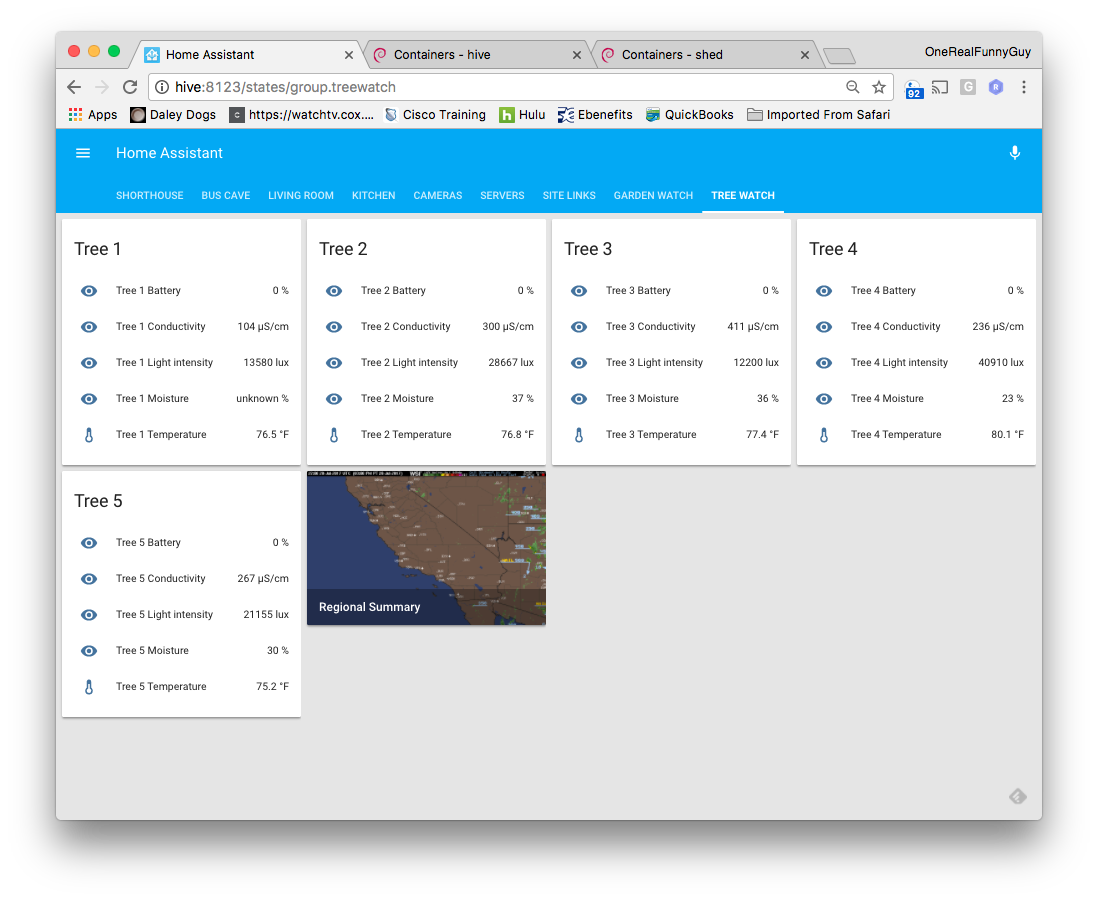 Home Assistant
Containers - hive
Containers - shed
OneRealFunnyGuy
hive:8123/states/group.treewatch
92
G
R
Apps
Daley Dogs
C
https://watchtv.cox....
Cisco Training
h
Hulu
Ebenefits
QuickBooks
Imported From Safari
Home Assistant
SHORTHOUSE BUS CAVE LIVING ROOM KITCHEN CAMERAS SERVERS SITE LINKS GARDEN WATCH TREE WATCH
Tree 1
Tree 1 Battery 0 %
Tree 1 Conductivity 104 µS/cm
Tree 1 Light intensity 13580 lux
Tree 1 Moisture unknown %
Tree 1 Temperature 76.5 °F
Tree 2
Tree 2 Battery 0 %
Tree 2 Conductivity 300 µS/cm
Tree 2 Light intensity 28667 lux
Tree 2 Moisture 37 %
Tree 2 Temperature 76.8 °F
Tree 3
Tree 3 Battery 0 %
Tree 3 Conductivity 411 µS/cm
Tree 3 Light intensity 12200 lux
Tree 3 Moisture 36 %
Tree 3 Temperature 77.4 °F
Tree 4
Tree 4 Battery 0 %
Tree 4 Conductivity 236 µS/cm
Tree 4 Light intensity 40910 lux
Tree 4 Moisture 23 %
Tree 4 Temperature 80.1 °F
Tree 5
Tree 5 Battery 0 %
Tree 5 Conductivity 267 µS/cm
Tree 5 Light intensity 21155 lux
Tree 5 Moisture 30 %
Tree 5 Temperature 75.2 °F
WSI
Regional Summary